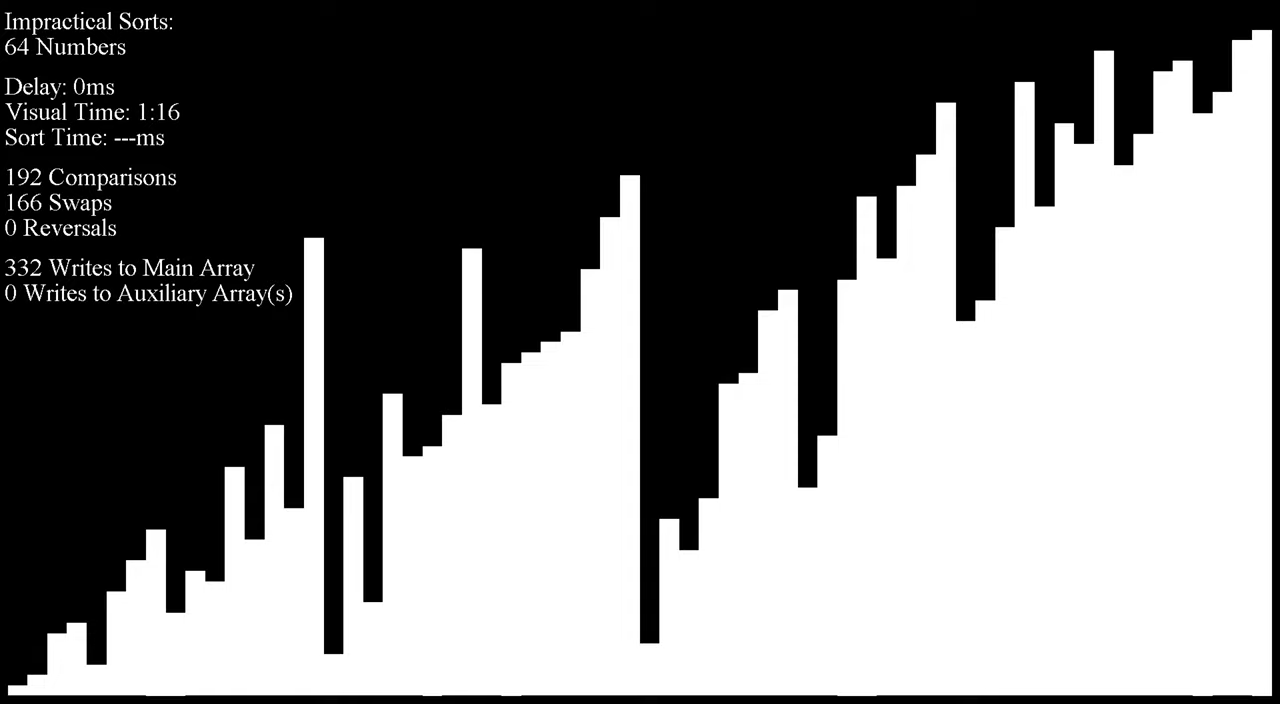 Impractical Sorts:
64 Numbers
Delay: 0ms
Visual Time: 1:16
Sort Time: ---ms
192 Comparisons
166 Swaps
0 Reversals
332 Writes to Main Array
0 Writes to Auxiliary Array(s)